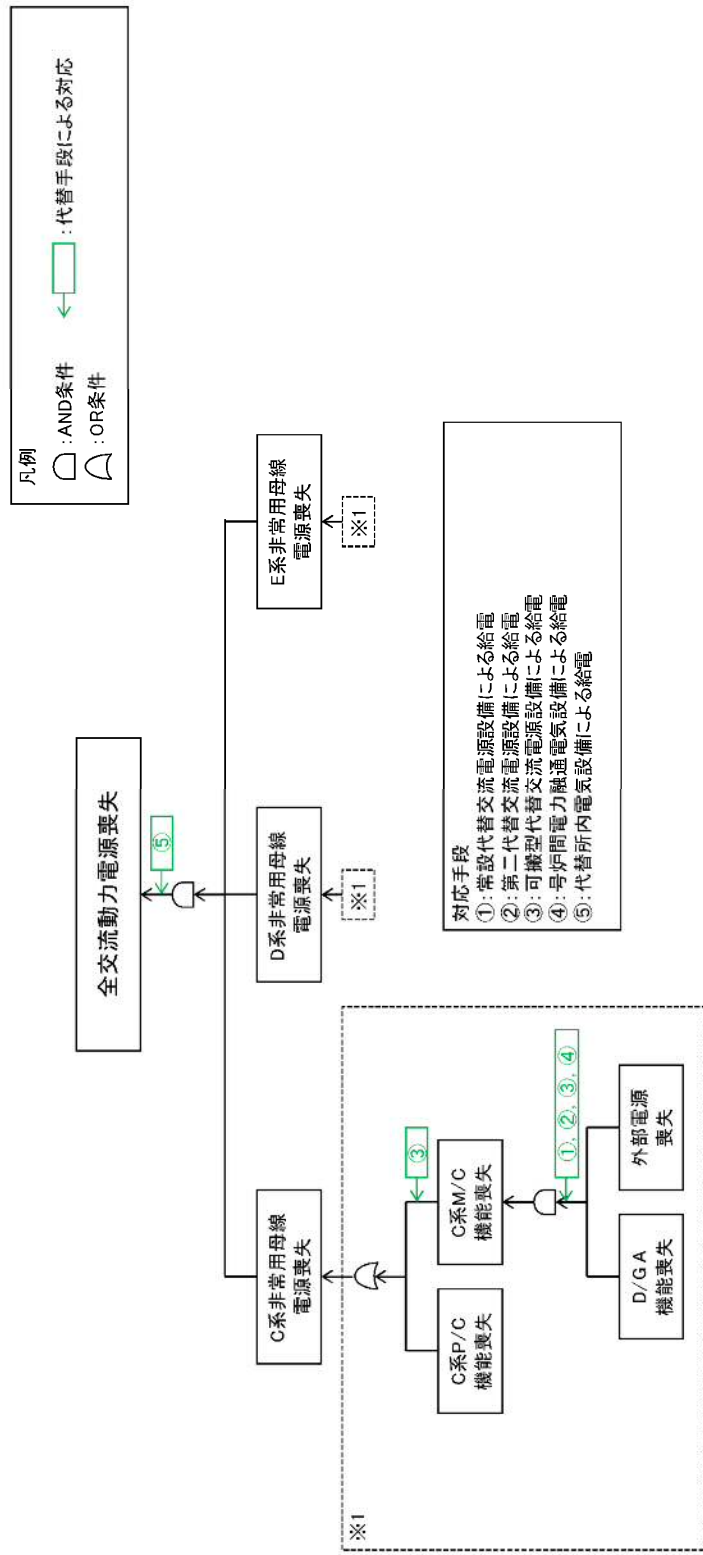 凡例
:AND条件
:OR条件
:代替手段による対応
全交流動力電源喪失
⑤
C系非常用母線
電源喪失
D系非常用母線
電源喪失
E系非常用母線
電源喪失
※1
※1
※1
③
C系P/C
機能喪失
C系M/C
機能喪失
①, ②, ③, ④
D/G A
機能喪失
外部電源
喪失
対応手段
①:常設代替交流電源設備による給電
②:第二代替交流電源設備による給電
③:可搬型代替交流電源設備による給電
④:号炉間電力融通電気設備による給電
⑤:代替所内電気設備による給電